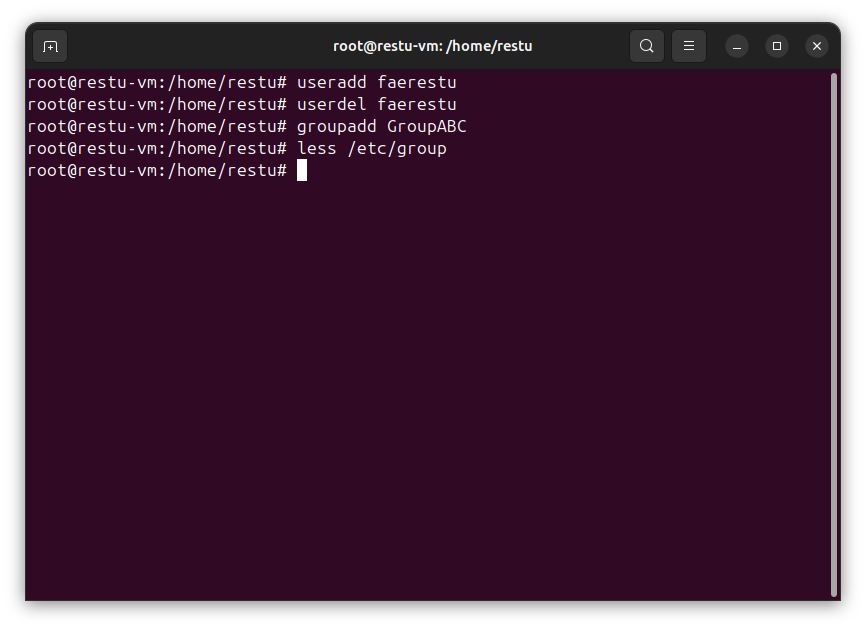 root@restu-vm: /home/restu
root@restu-vm:/home/restu# useradd faerestu
root@restu-vm:/home/restu# userdel faerestu
root@restu-vm:/home/restu# groupadd GroupABC
root@restu-vm:/home/restu# less /etc/group
root@restu-vm:/home/restu#